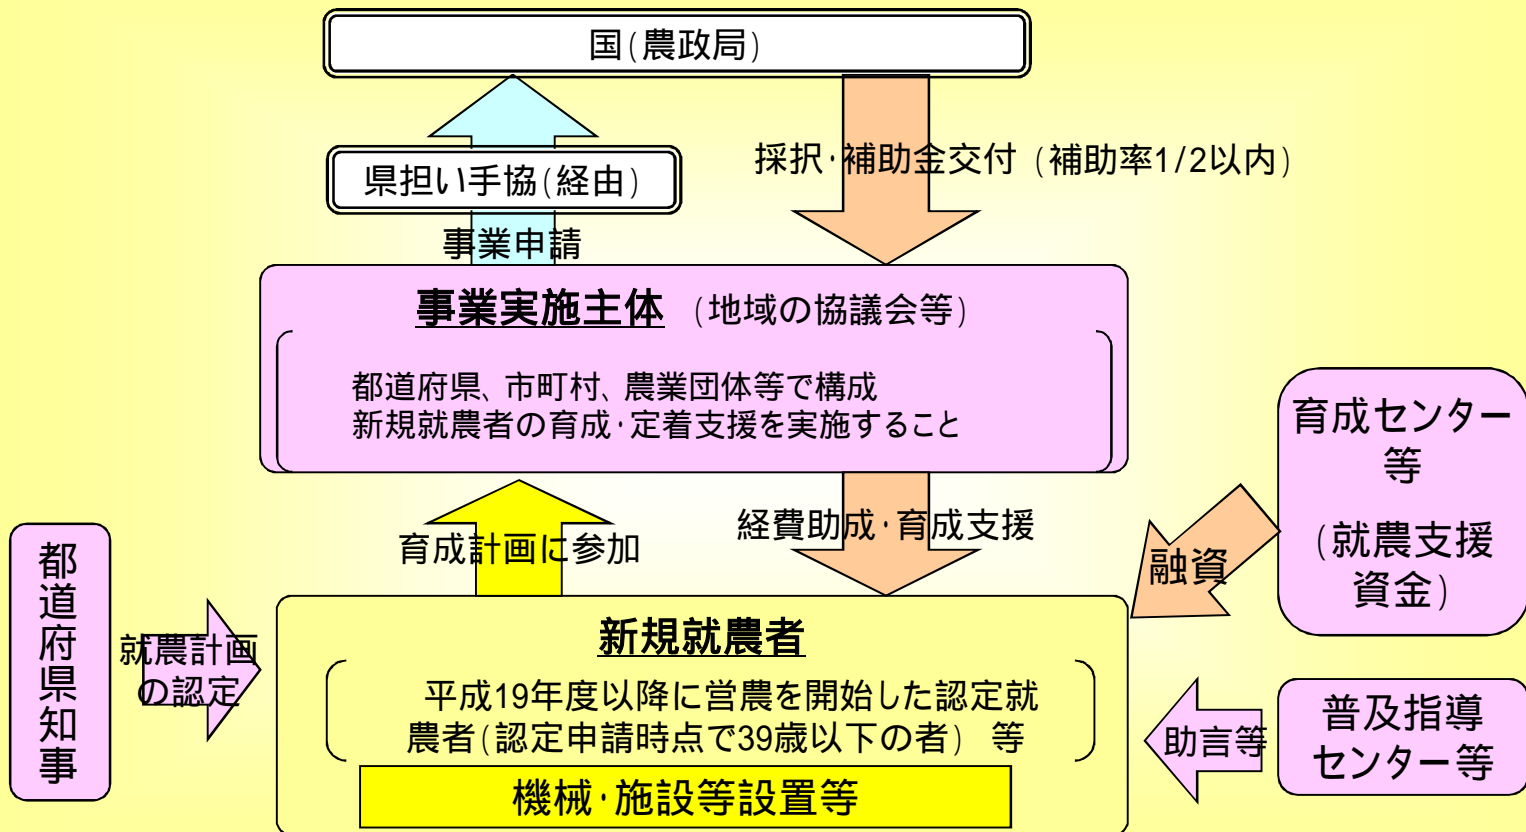 国(農政局)
採択・補助金交付(補助率1/2以内)
県担い手協(経由)
事業申請
事業実施主体 (地域の協議会等)
都道府県、市町村、農業団体等で構成
新規就農者の育成・定着支援を実施すること
育成センター
等
(就農支援
資金)
経費助成・育成支援
育成計画に参加
融資
都道府県知事
就農計画
の認定
新規就農者
平成19年度以降に営農を開始した認定就
農者(認定申請時点で39歳以下の者) 等
機械・施設等設置等
助言等
普及指導
センター等